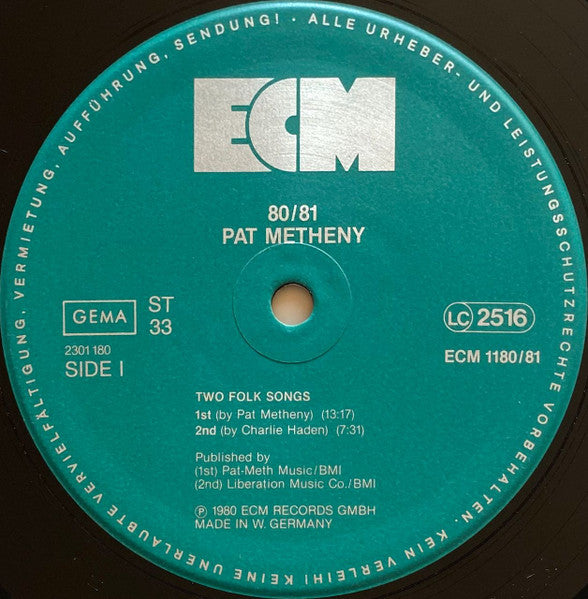 ALLE URHEBER- UND LEISTUNGSSCHUTZRECHTE VORBEHALTEN. KEIN VERLEIH! KEINE UNERLAUBTE VERVIELFÄLTIGUNG, VERMIETUNG, AUFFÜHRUNG, SENDUNG! ·
ECM
80/81
PAT METHENY
GEMA
ST
33
LC 2516
2301 180
SIDE I
ECM 1180/81
TWO FOLK SONGS
1st (by Pat Metheny) (13:17)
2nd (by Charlie Haden) (7:31)
Published by
(1st) Pat-Meth Music/BMI
(2nd) Liberation Music Co./BMI
Ⓟ 1980 ECM RECORDS GMBH
MADE IN W. GERMANY